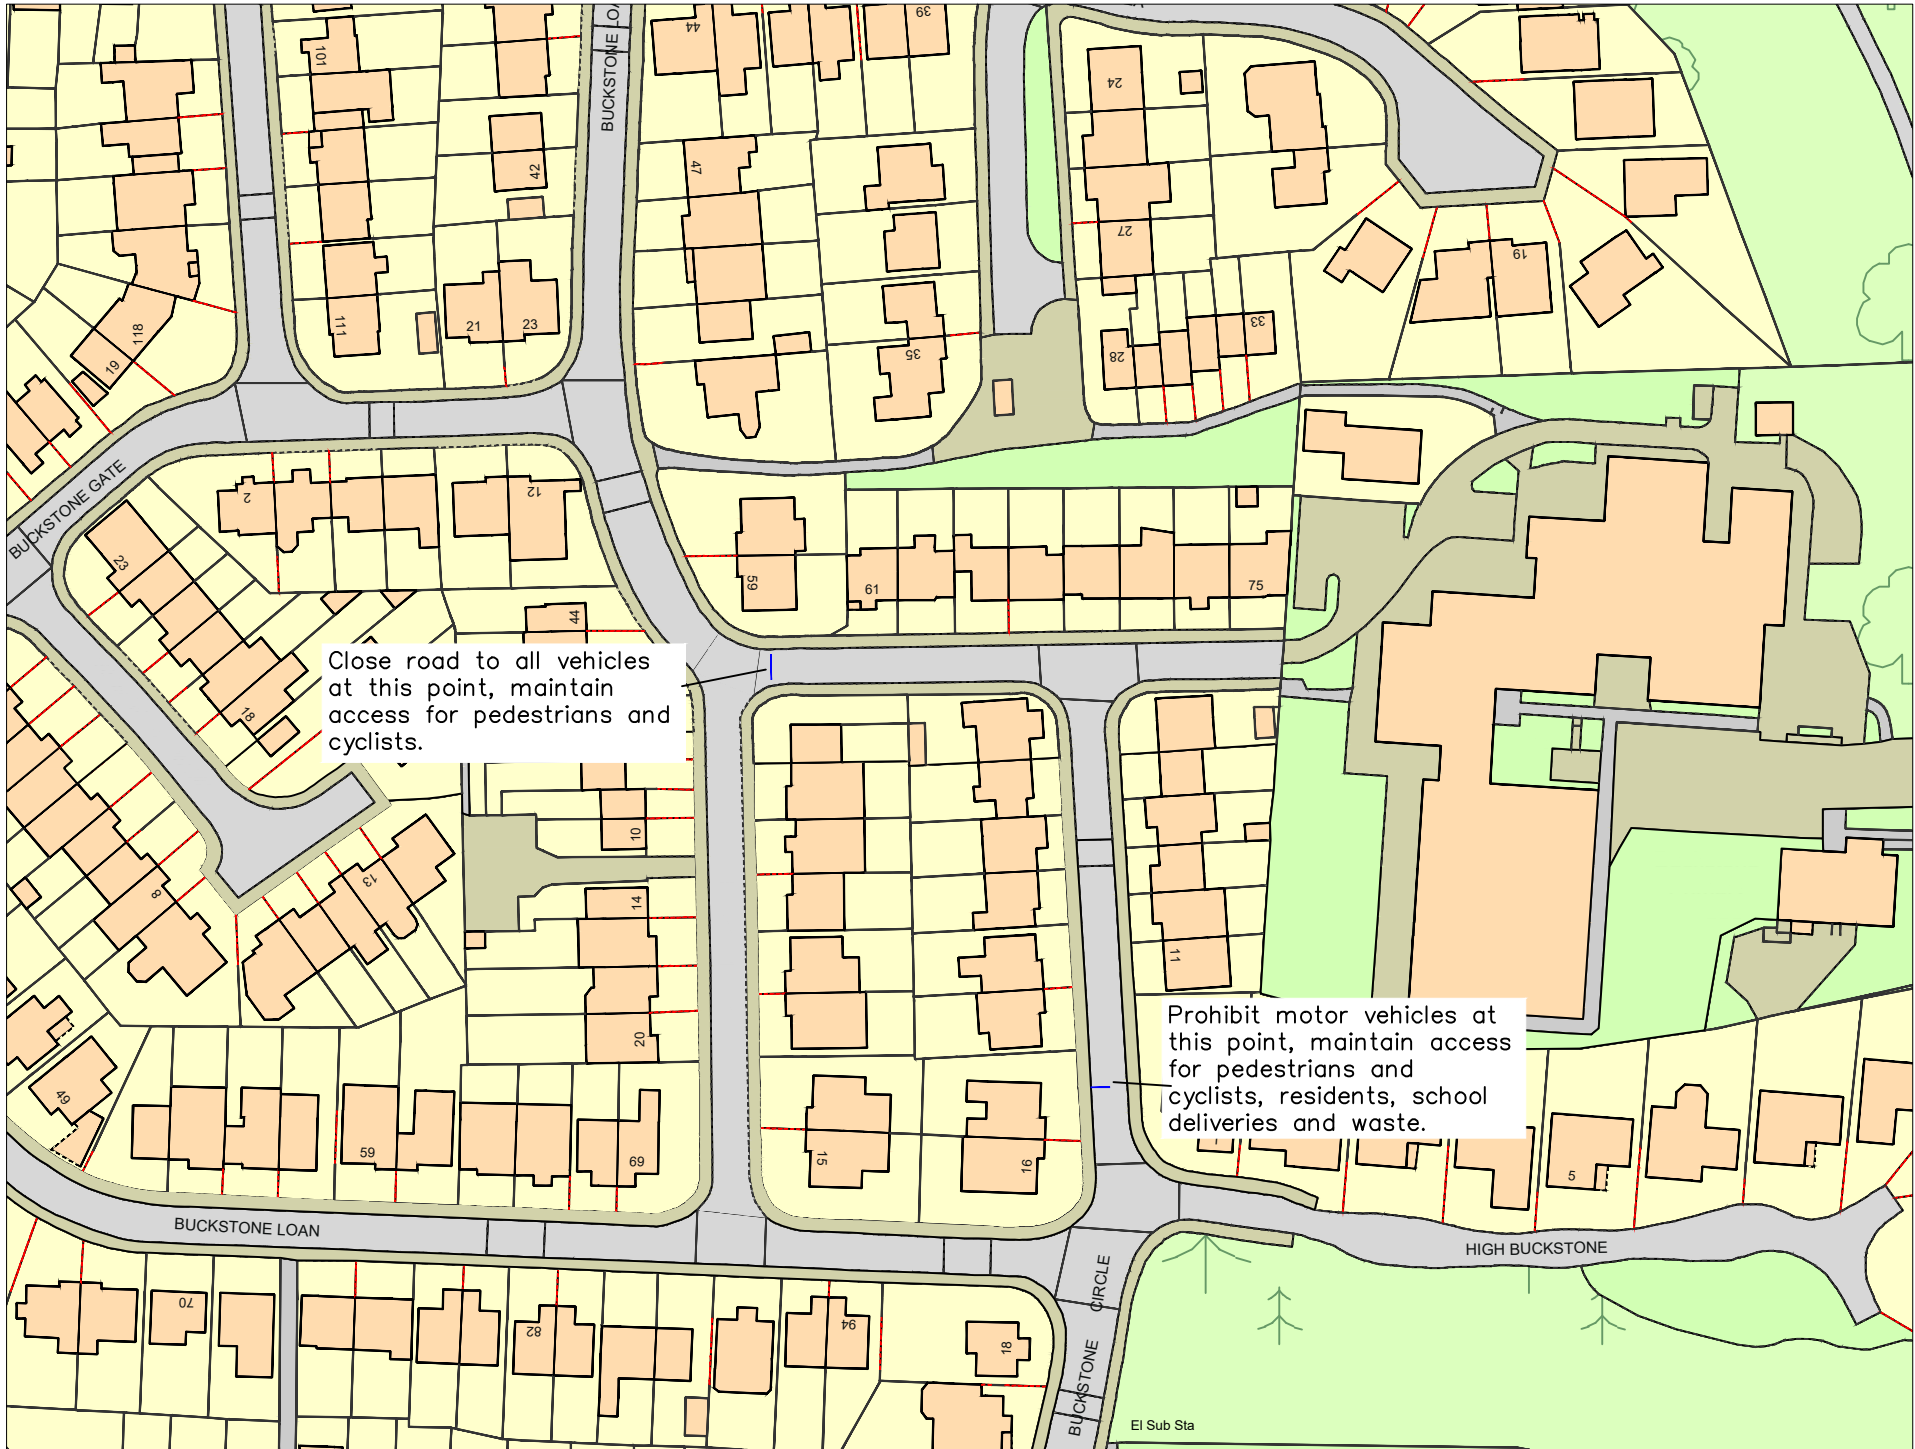 BUCKSTONE LOA
101
44
39
24
42
47
27
19
111
21
23
118
19
35
28
33
BUCKSTONE GATE
2
12
23
59
61
75
44
Close road to all vehicles
at this point, maintain
access for pedestrians and
cyclists.
18
10
8
13
14
11
20
Prohibit motor vehicles at
this point, maintain access
for pedestrians and
cyclists, residents, school
deliveries and waste.
49
59
69
15
16
5
BUCKSTONE LOAN
HIGH BUCKSTONE
BUCKSTONE CIRCLE
70
82
94
18
El Sub Sta